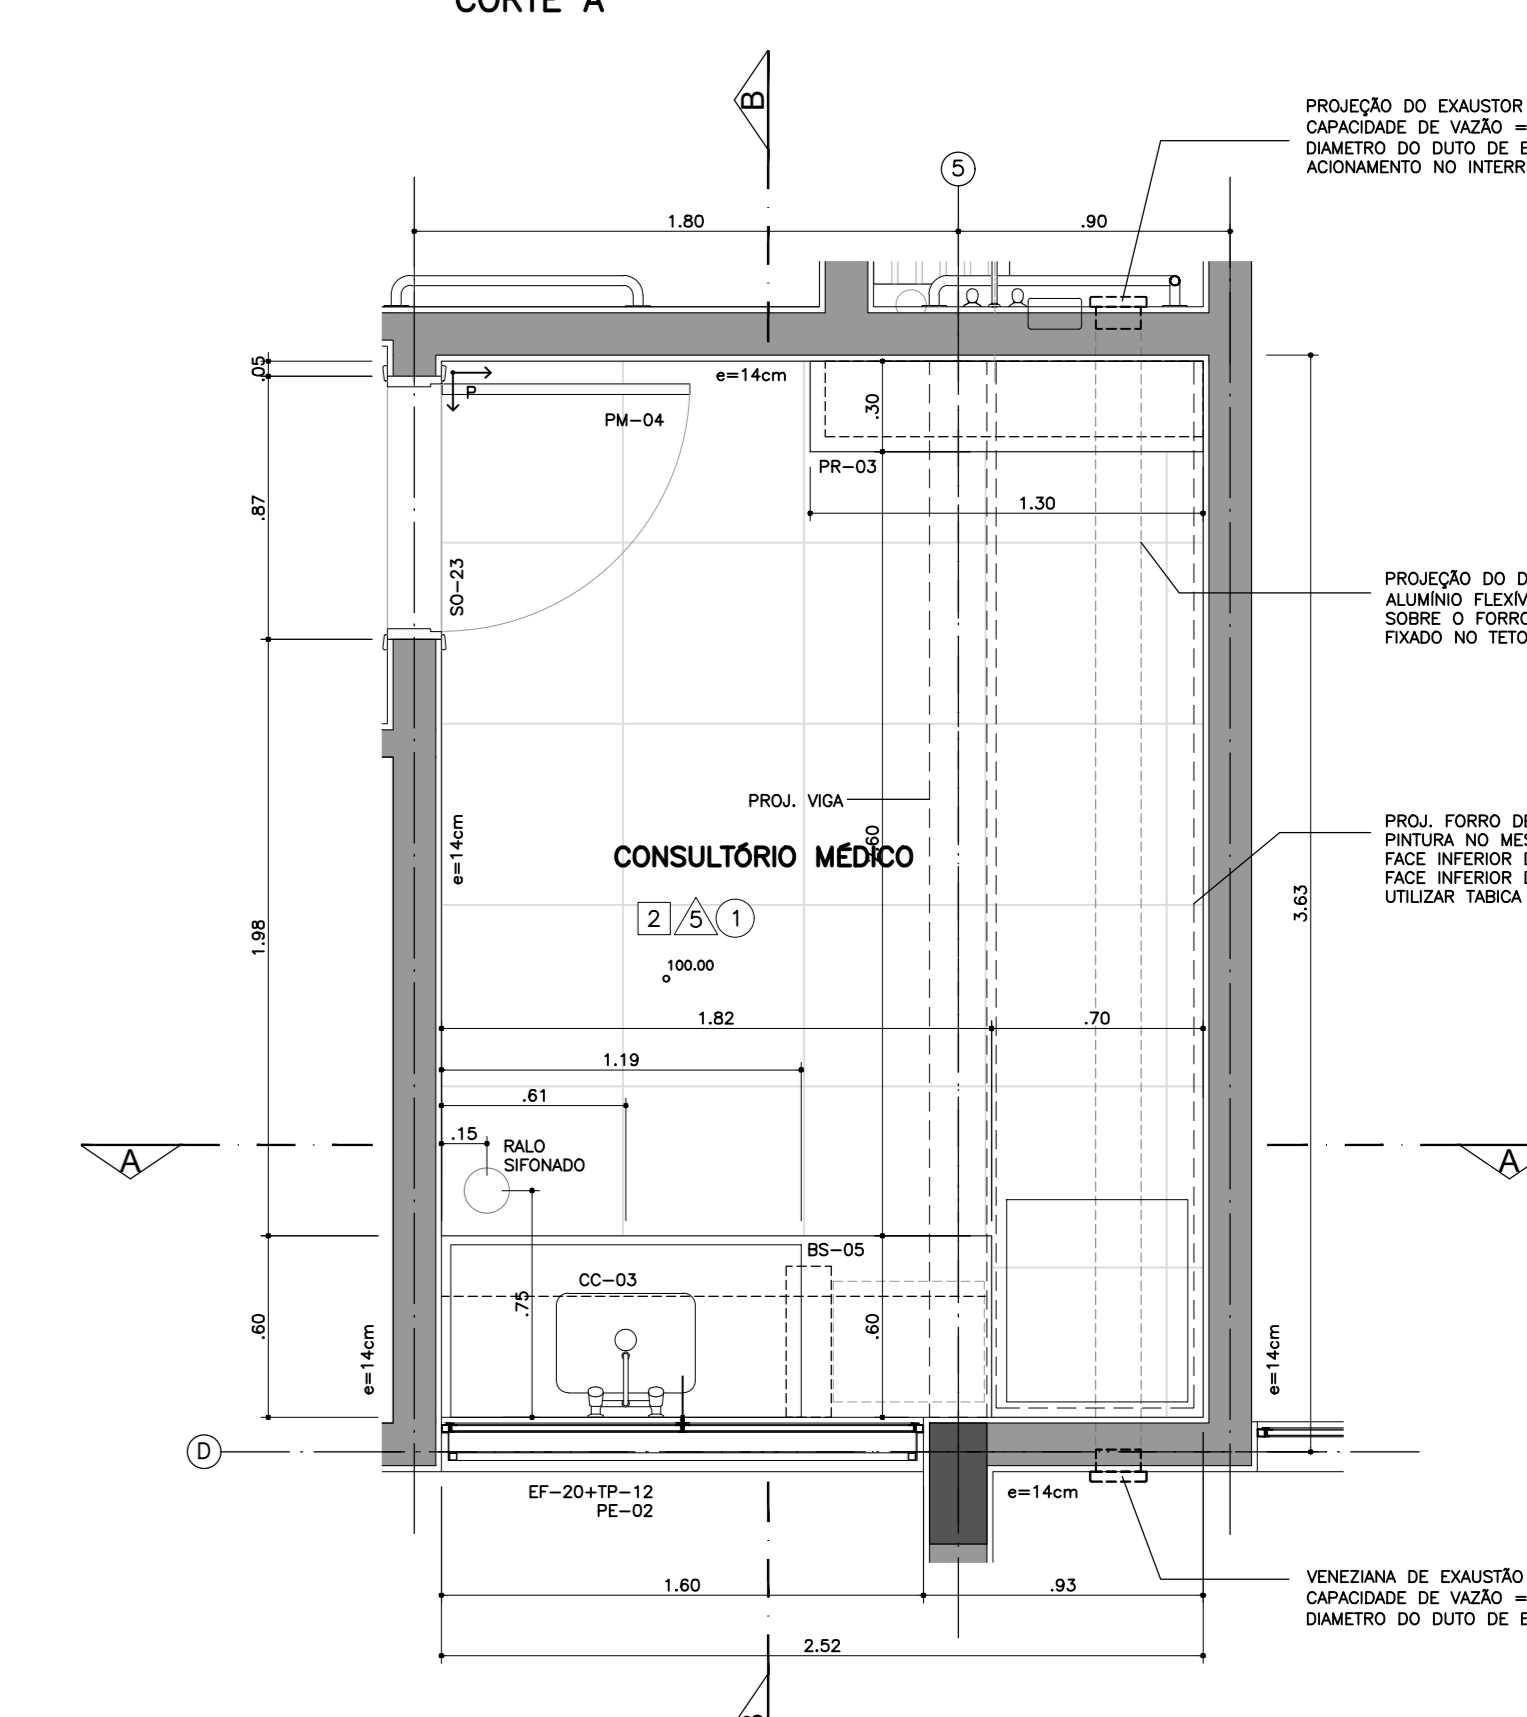 CORTE A
B
PROJEÇÃO DO EXAUSTOR
CAPACIDADE DE VAZÃO =
DIAMETRO DO DUTO DE E
ACIONAMENTO NO INTERR
5
1.80
.90
.05
P
e=14cm
PM-04
.30
PR-03
1.30
.87
SO-23
PROJEÇÃO DO D
ALUMÍNIO FLEXÍV
SOBRE O FORRO
FIXADO NO TETO
PROJ. VIGA
e=14cm
CONSULTÓRIO MÉDICO
PROJ. FORRO DE
PINTURA NO MES
FACE INFERIOR D
FACE INFERIOR D
UTILIZAR TABICA
3.63
2
5
1
1.98
100.00
1.82
.70
1.19
.61
.15
RALO
SIFONADO
A
A
BS-05
CC-03
.75
.60
.60
e=14cm
e=14cm
D
EF-20+TP-12
PE-02
e=14cm
1.60
.93
VENEZIANA DE EXAUSTÃO
CAPACIDADE DE VAZÃO =
DIAMETRO DO DUTO DE E
2.52